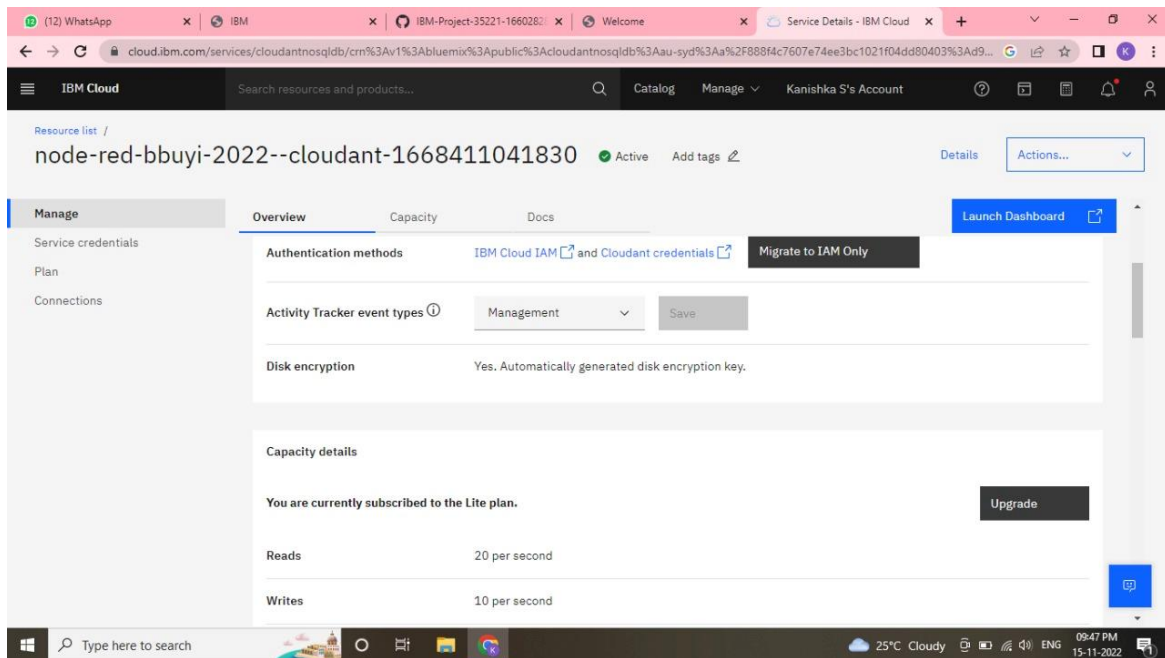 (12) WhatsApp
IBM
IBM-Project-35221-1660282
Welcome
Service Details - IBM Cloud
cloud.ibm.com/services/cloudantnosqldb/crn%3Av1%3Abluemix%3Apublic%3Acloudantnosqldb%3Aau-syd%3Aa%2F888f4c7607e74ee3bc1021f04dd80403%3Ad9...
K
IBM Cloud
Search resources and products...
Catalog
Manage
Kanishka S's Account
Resource list /
node-red-bbuyi-2022--cloudant-1668411041830
Active
Add tags
Details
Actions...
Manage
Service credentials
Plan
Connections
Overview
Capacity
Docs
Launch Dashboard
Authentication methods
IBM Cloud IAM and Cloudant credentials
Migrate to IAM Only
Activity Tracker event types
Management
Save
Disk encryption
Yes. Automatically generated disk encryption key.
Capacity details
You are currently subscribed to the Lite plan.
Upgrade
Reads
20 per second
Writes
10 per second
Type here to search
25°C Cloudy
ENG
09:47 PM
15-11-2022